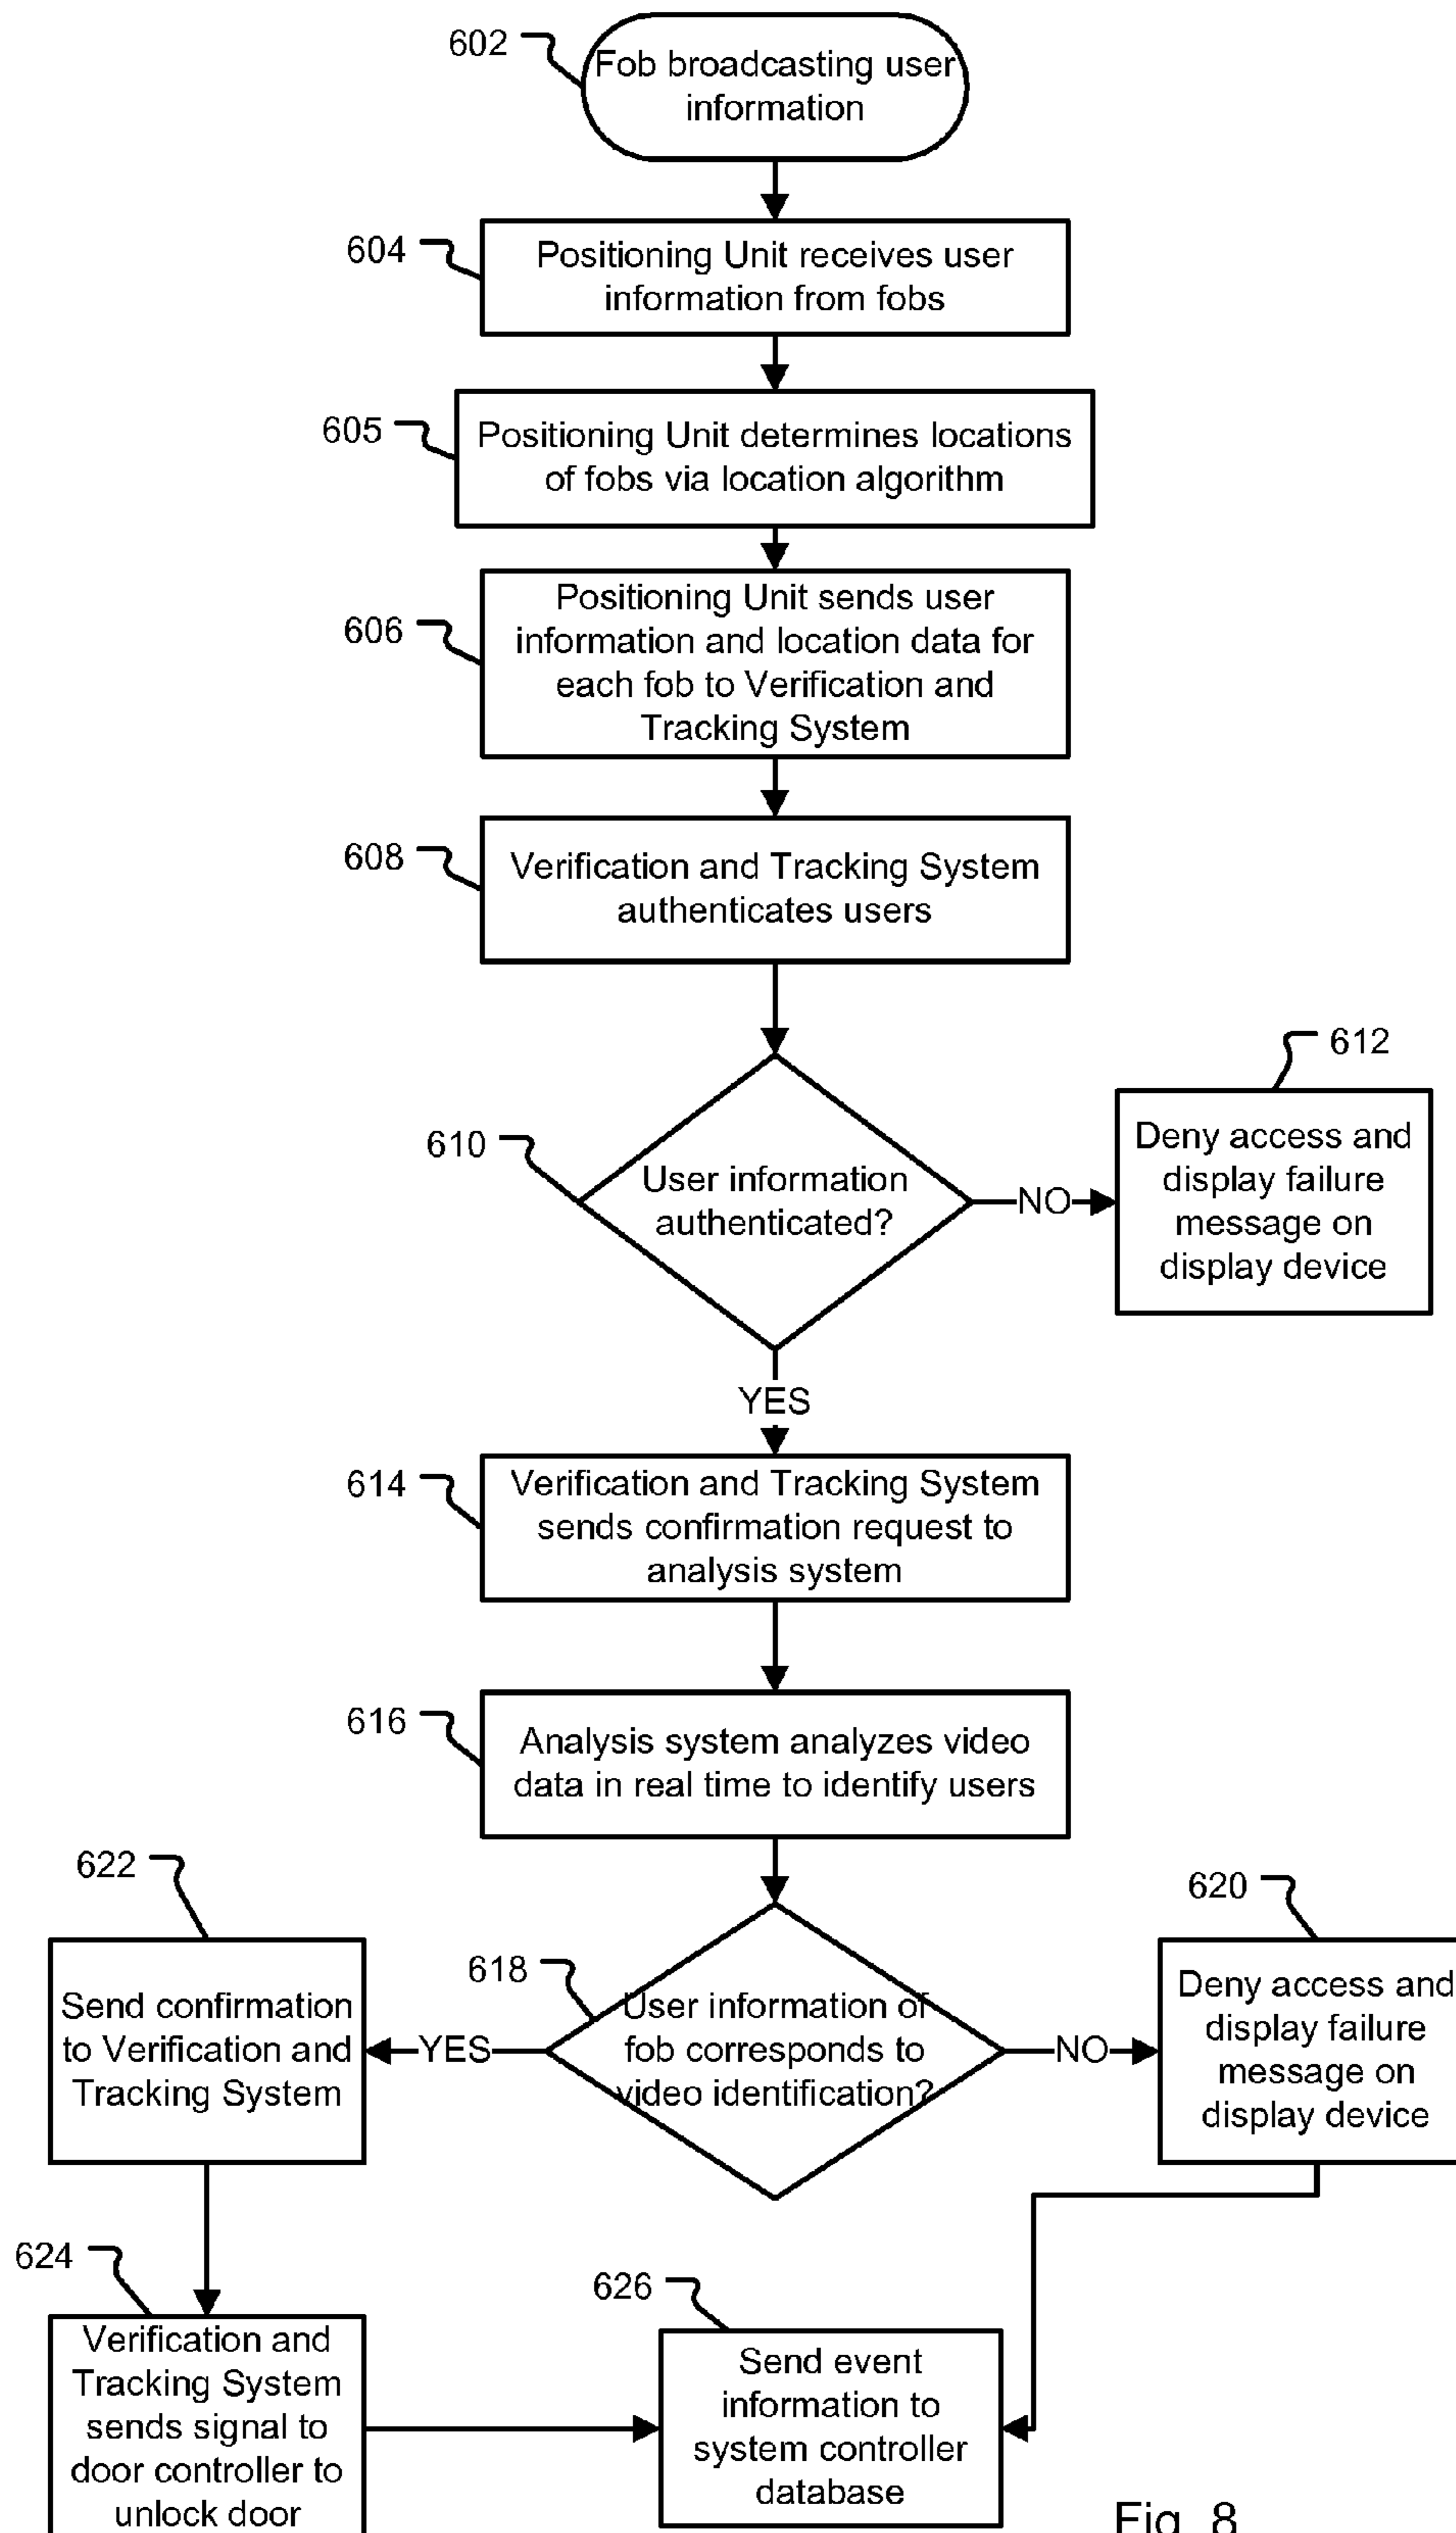 602
Fob broadcasting user
information
604
Positioning Unit receives user
information from fobs
605
Positioning Unit determines locations
of fobs via location algorithm
606
Positioning Unit sends user
information and location data for
each fob to Verification and
Tracking System
608
Verification and Tracking System
authenticates users
610
User information
authenticated?
NO
612
Deny access and
display failure
message on
display device
YES
614
Verification and Tracking System
sends confirmation request to
analysis system
616
Analysis system analyzes video
data in real time to identify users
618
User information of
fob corresponds to
video identification?
YES
NO
622
Send confirmation
to Verification and
Tracking System
620
Deny access and
display failure
message on
display device
624
Verification and
Tracking System
sends signal to
door controller to
unlock door
626
Send event
information to
system controller
database
Fig. 8